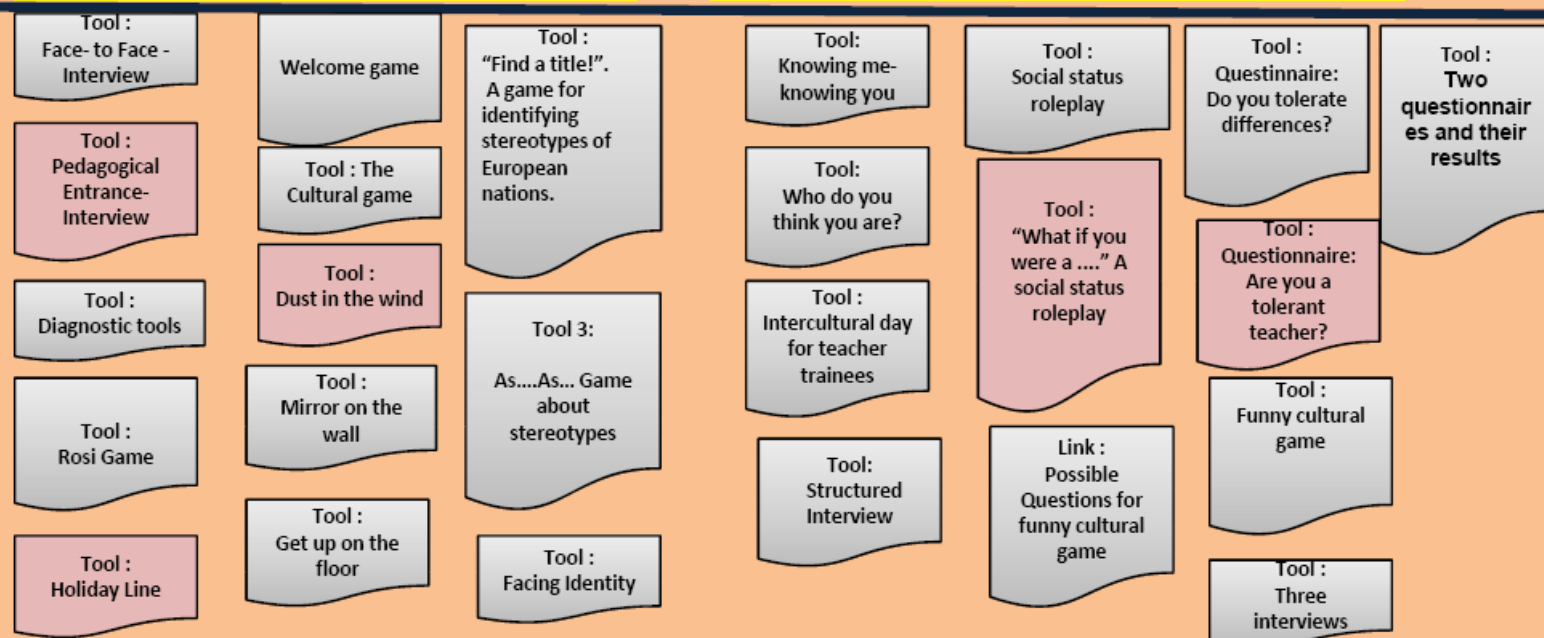 Tool :
Face- to Face -
Interview
Tool :
Pedagogical
Entrance-
Interview
Tool :
Diagnostic tools
Tool :
Rosi Game
Tool :
Holiday Line
Welcome game
Tool : The
Cultural game
Tool :
Dust in the wind
Tool :
Mirror on the
wall
Tool :
Get up on the
floor
Tool :
“Find a title!”.
A game for
identifying
stereotypes of
European
nations.
Tool 3:
As....As... Game
about
stereotypes
Tool :
Facing Identity
Tool:
Knowing me-
knowing you
Tool:
Who do you
think you are?
Tool :
Intercultural day
for teacher
trainees
Tool:
Structured
Interview
Tool :
Social status
roleplay
Tool :
“What if you
were a ....” A
social status
roleplay
Link :
Possible
Questions for
funny cultural
game
Tool :
Questinnaire:
Do you tolerate
differences?
Tool :
Questionnaire:
Are you a
tolerant
teacher?
Tool :
Funny cultural
game
Tool :
Three
interviews
Tool :
Two
questionnair
es and their
results